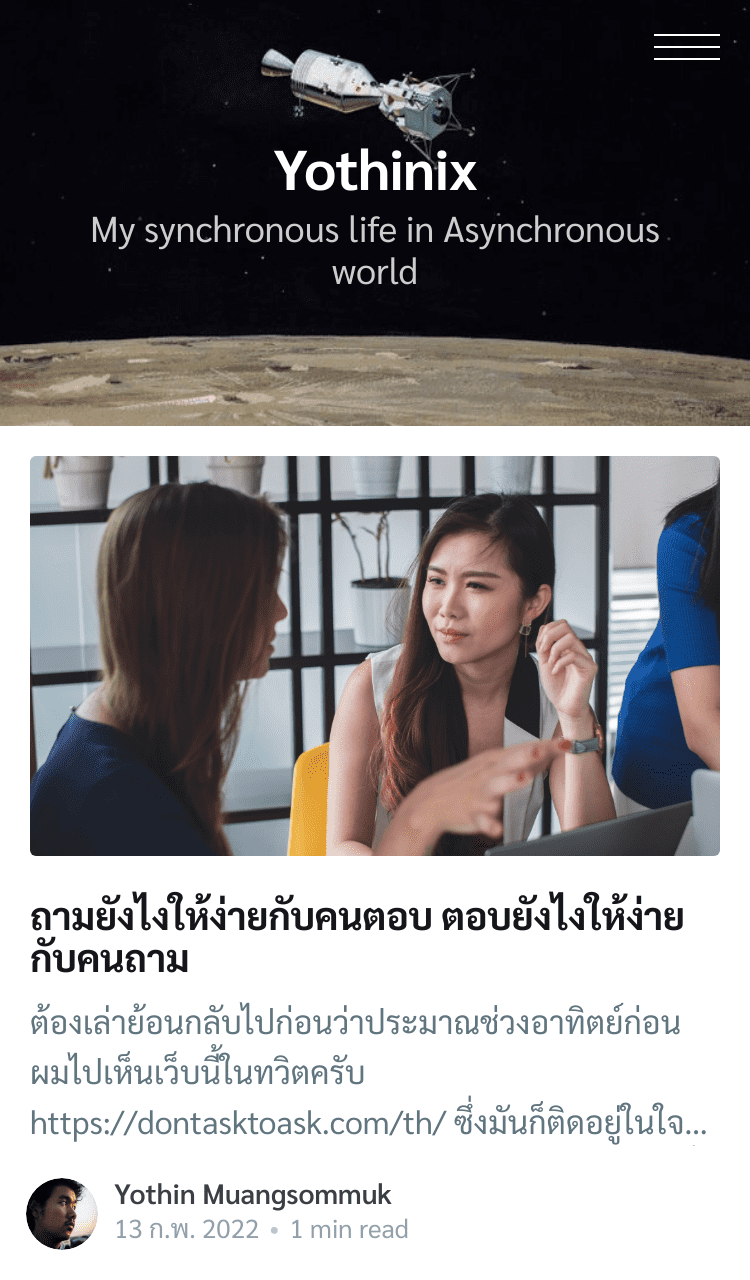 Yothinix
My synchronous life in Asynchronous
world
ถามยังไงให้ง่ายกับคนตอบ ตอบยังไงให้ง่าย
กับคนถาม
ต้องเล่าย้อนกลับไปก่อนว่าประมาณช่วงอาทิตย์ก่อน
ผมไปเห็นเว็บนี้ในทวิตครับ
https://dontasktoask.com/th/ ซึ่งมันก็ติดอยู่ในใจ...
Yothin Muangsommuk
13 ก.พ. 2022 • 1 min read